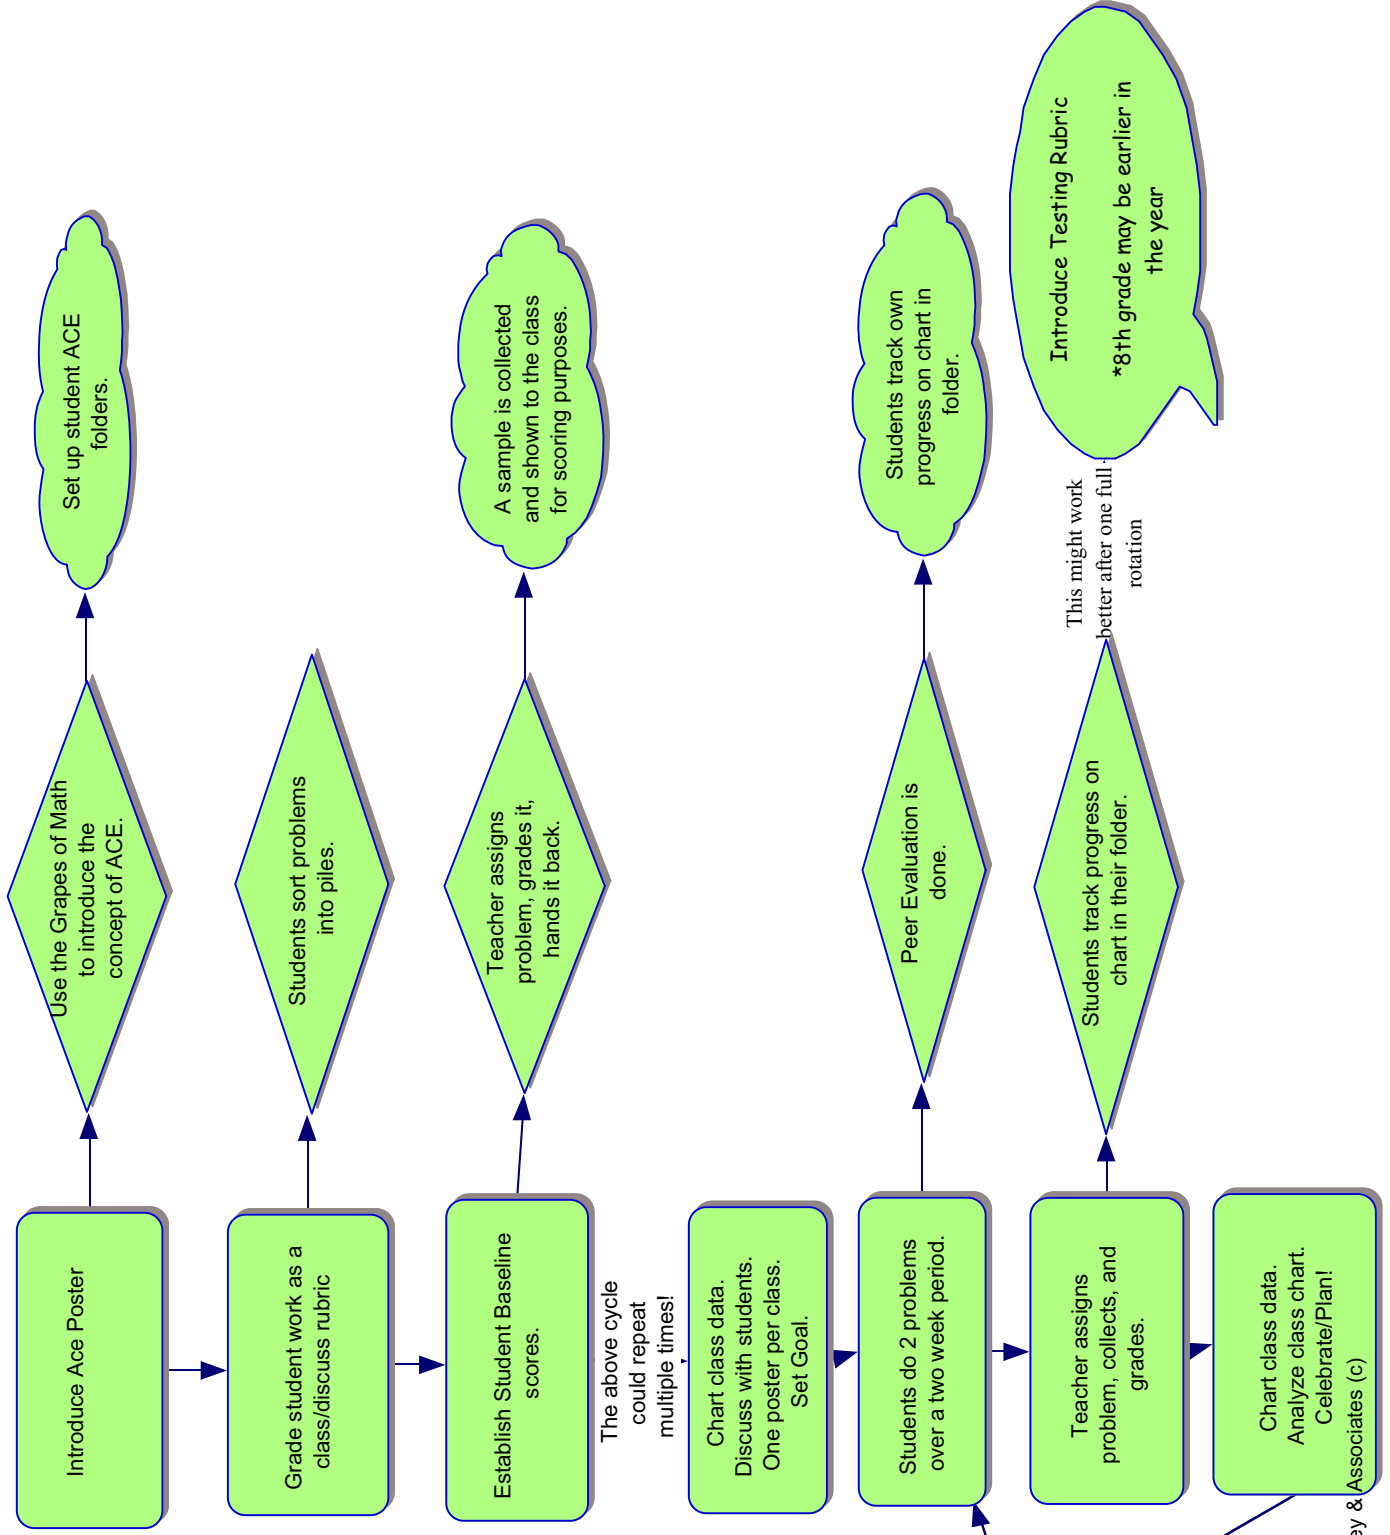 Introduce Ace Poster
Use the Grapes of Math
to introduce the
concept of ACE.
Set up student ACE
folders.
Grade student work as a
class/discuss rubric
Students sort problems
into piles.
Establish Student Baseline
scores.
Teacher assigns
problem, grades it,
hands it back.
A sample is collected
and shown to the class
for scoring purposes.
The above cycle
could repeat
multiple times!
Chart class data.
Discuss with students.
One poster per class.
Set Goal.
Students do 2 problems
over a two week period.
Peer Evaluation is
done.
Students track own
progress on chart in
folder.
Teacher assigns
problem, collects, and
grades.
Students track progress on
chart in their folder.
This might work
better after one full
rotation
Introduce Testing Rubric
*8th grade may be earlier in
the year
Chart class data.
Analyze class chart.
Celebrate/Plan!
ey & Associates (c)